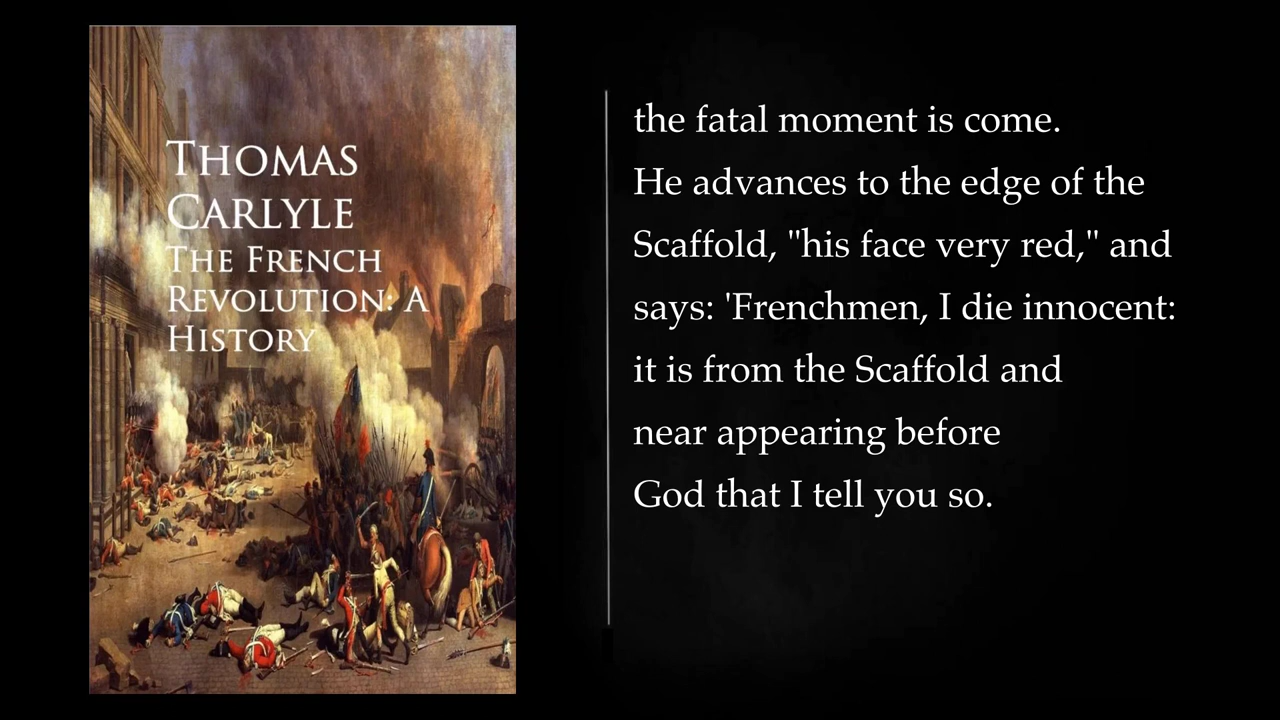 THOMAS
CARLYLE
THE FRENCH
REVOLUTION: A
HISTORY
the fatal moment is come.
He advances to the edge of the
Scaffold, "his face very red," and
says: 'Frenchmen, I die innocent:
it is from the Scaffold and
near appearing before
God that I tell you so.